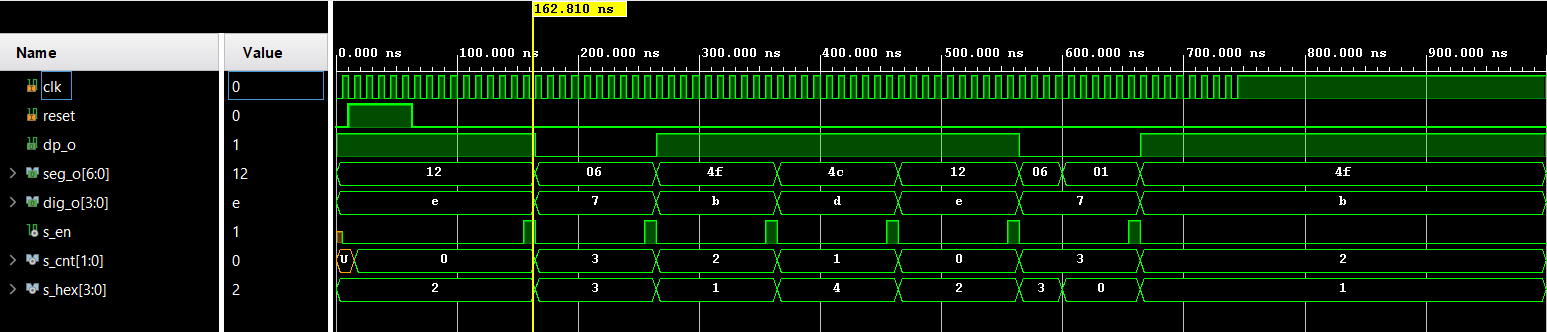 162.810 ns
Name Value 0.000 ns 100.000 ns 200.000 ns 300.000 ns 400.000 ns 500.000 ns 600.000 ns 700.000 ns 800.000 ns 900.000 ns
clk 0
reset 0
dp_o 1
seg_o[6:0] 12 12 06 4f 4c 12 06 01 4f
dig_o[3:0] e e 7 b d e 7 b
s_en 1
s_cnt[1:0] 0 U 0 3 2 1 0 3 2
s_hex[3:0] 2 2 3 1 4 2 3 0 1